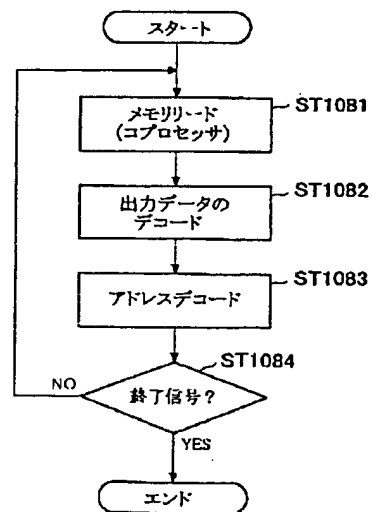 スタート
メモリリード
(コプロセッサ)
ST1081
出力データの
デコード
ST1082
アドレスデコード
ST1083
終了信号?
ST1084
NO
YES
エンド